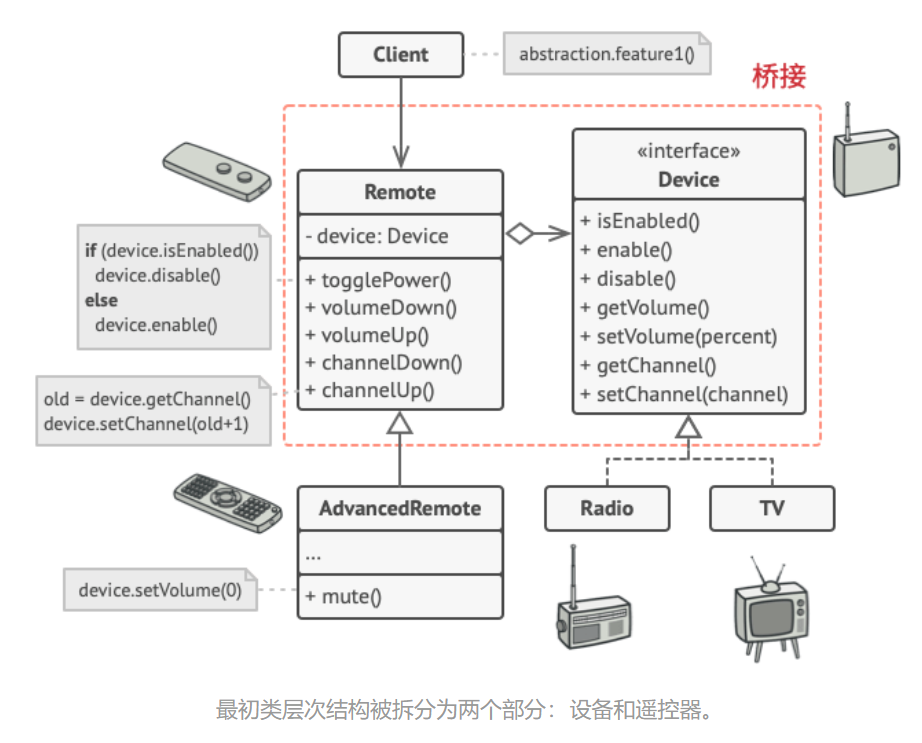 Client
abstraction.feature1()
桥接
«interface»
Device
Remote
+ isEnabled()
- device: Device
+ enable()
if (device.isEnabled())
device.disable()
else
device.enable()
+ disable()
+ togglePower()
+ getVolume()
+ volumeDown()
+ setVolume(percent)
+ volumeUp()
+ getChannel()
+ channelDown()
+ setChannel(channel)
+ channelUp()
old = device.getChannel()
device.setChannel(old+1)
AdvancedRemote
Radio
TV
...
device.setVolume(0)
+ mute()
最初类层次结构被拆分为两个部分：设备和遥控器。